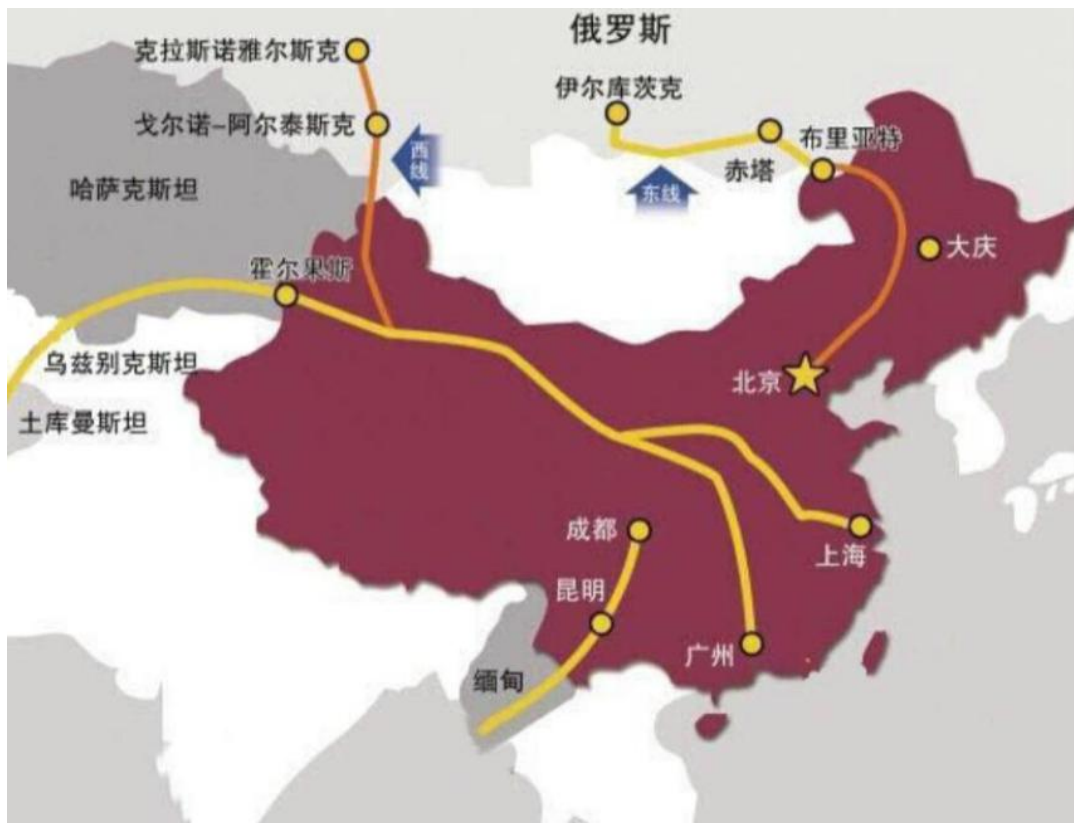 俄罗斯
克拉斯诺雅尔斯克
伊尔库茨克
戈尔诺-阿尔泰斯克
布里亚特
西线
赤塔
哈萨克斯坦
东线
大庆
霍尔果斯
乌兹别克斯坦
北京
土库曼斯坦
成都
上海
昆明
广州
缅甸